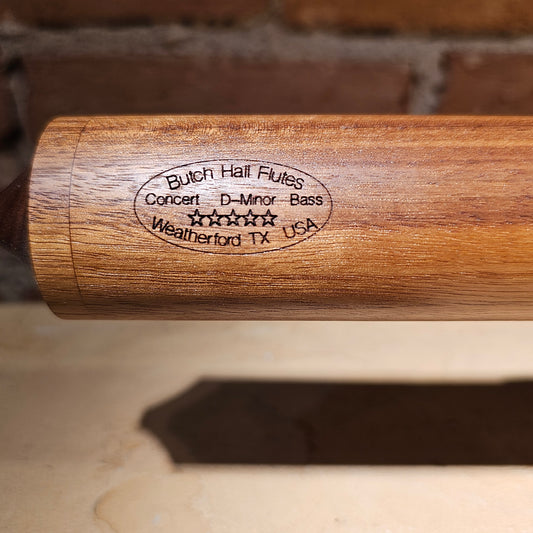 Butch Hall Flutes
Concert D-Minor Bass
☆☆☆☆☆
Weatherford TX USA